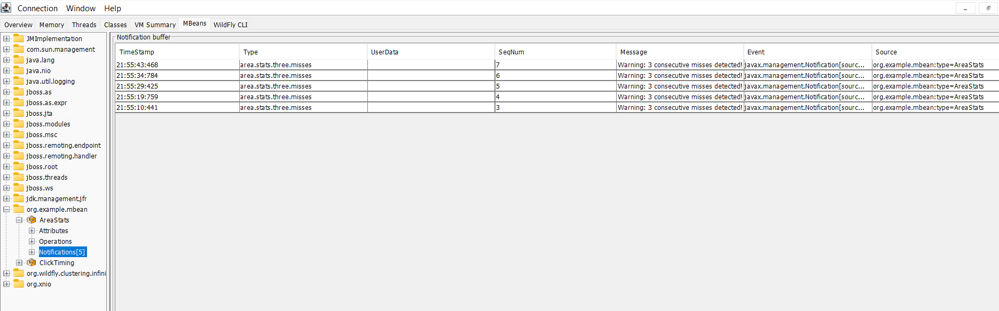 Connection Window Help
Overview Memory Threads Classes VM Summary MBeans WildFly CLI
JMImplementation
com.sun.management
java.lang
java.nio
java.util.logging
jboss.as
jboss.as.expr
jboss.jta
jboss.modules
jboss.msc
jboss.remoting.endpoint
jboss.remoting.handler
jboss.root
jboss.threads
jboss.ws
jdk.management.jfr
org.example.mbean
AreaStats
Attributes
Operations
Notifications[5]
ClickTiming
org.wildfly.clustering.infini
org.xnio
Notification buffer
TimeStamp Type UserData SeqNum Message Event Source
21:55:43:468 area.stats.three.misses 7 Warning: 3 consecutive misses detected! javax.management.Notification[sourc... org.example.mbean:type=AreaStats
21:55:34:784 area.stats.three.misses 6 Warning: 3 consecutive misses detected! javax.management.Notification[sourc... org.example.mbean:type=AreaStats
21:55:29:425 area.stats.three.misses 5 Warning: 3 consecutive misses detected! javax.management.Notification[sourc... org.example.mbean:type=AreaStats
21:55:19:759 area.stats.three.misses 4 Warning: 3 consecutive misses detected! javax.management.Notification[sourc... org.example.mbean:type=AreaStats
21:55:10:441 area.stats.three.misses 3 Warning: 3 consecutive misses detected! javax.management.Notification[sourc... org.example.mbean:type=AreaStats